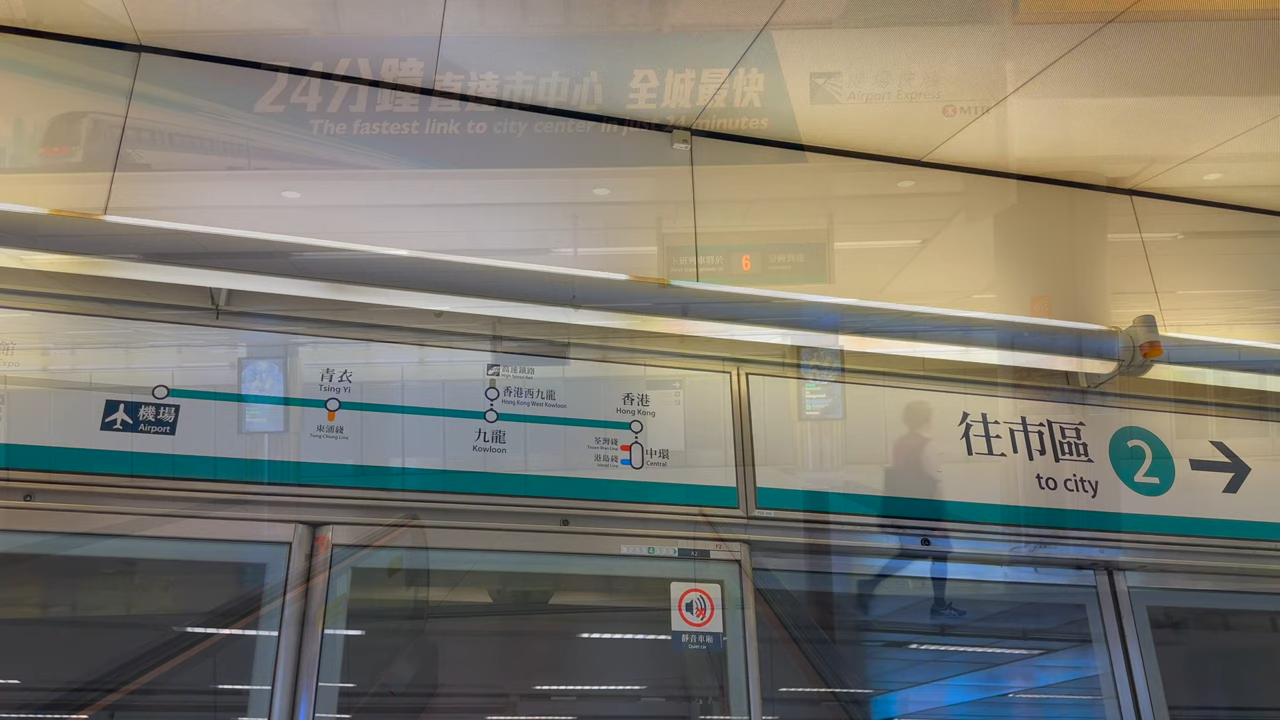 24分鐘 直達市中心 全城最快
The fastest link to city center in just 24 minutes
Airport Express
MTR
6
機場
Airport
青衣
Tsing Yi
東涌綫
Tung Chung Line
高速鐵路
High Speed Rail
香港西九龍
Hong Kong West Kowloon
九龍
Kowloon
香港
Hong Kong
荃灣綫
Tsuen Wan Line
港島綫
Island Line
中環
Central
往市區
to city
2
靜音車廂
Quiet car